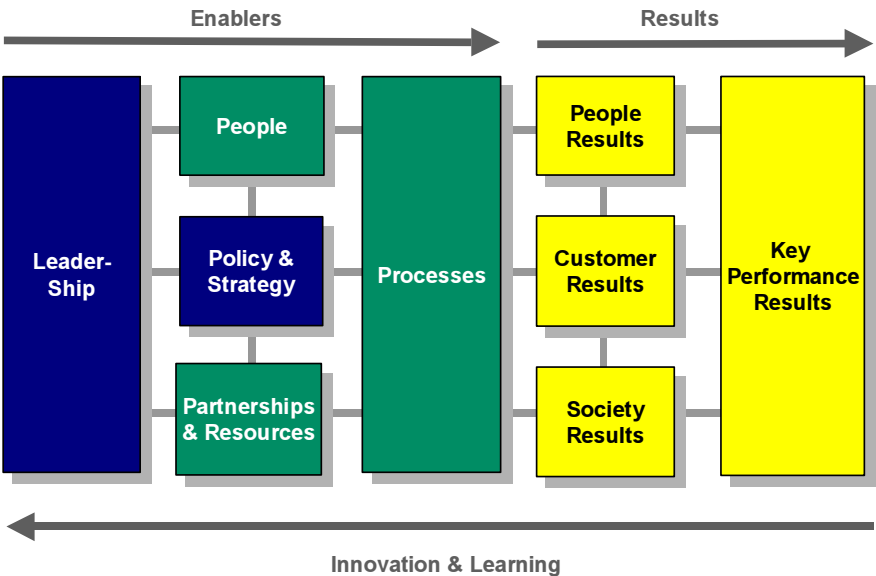 Enablers
Results
Leader-
Ship
People
Policy &
Strategy
Partnerships
& Resources
Processes
People
Results
Customer
Results
Society
Results
Key
Performance
Results
Innovation & Learning